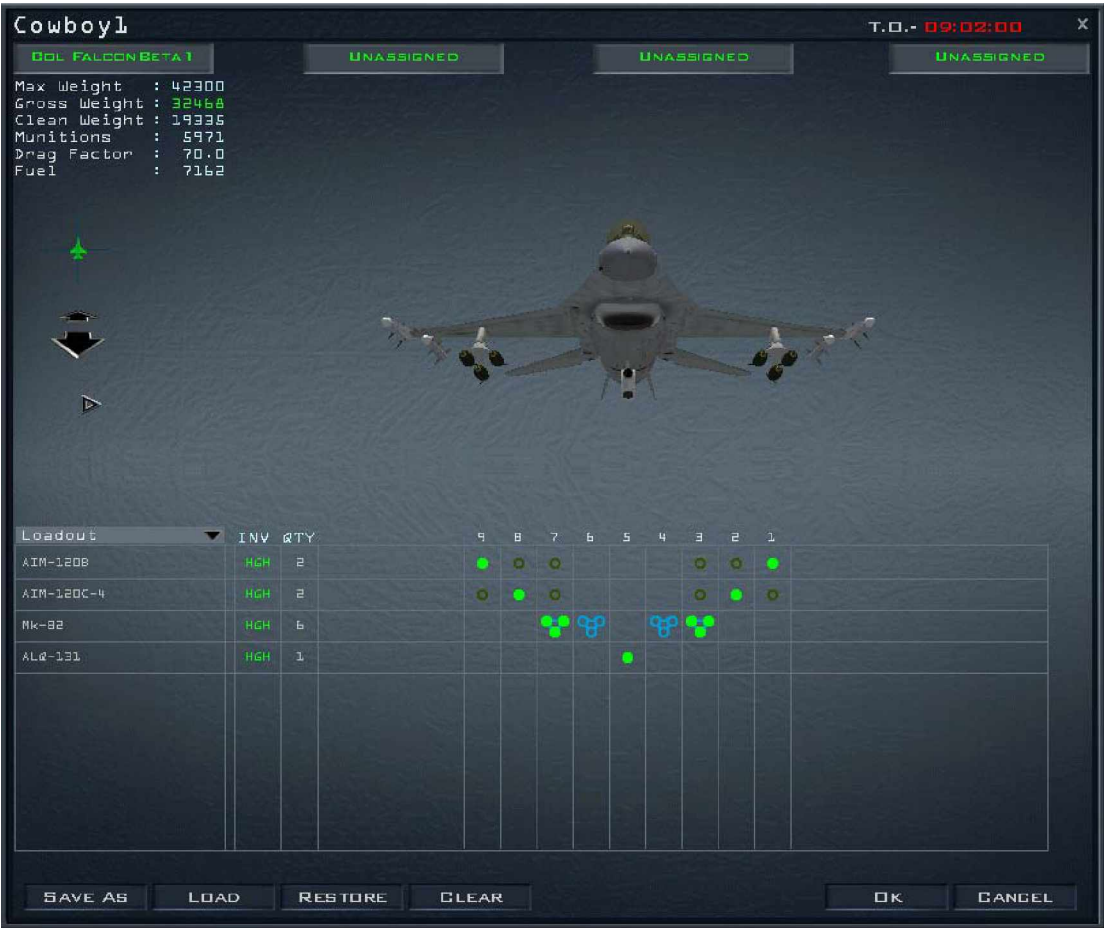 Cowboy1 T.O.- 09:02:00 X
COL FALCONBETA1 UNASSIGNED UNASSIGNED UNASSIGNED
Max Weight : 42300
Gross Weight : 32468
Clean Weight : 19335
Munitions : 5971
Drag Factor : 70.0
Fuel : 7162
Loadout INV QTY 9 8 7 6 5 4 3 2 1
AIM-120B HGH 2
AIM-120C-4 HGH 2
Mk-82 HGH 6
ALQ-131 HGH 1
SAVE AS LOAD RESTORE CLEAR OK CANCEL